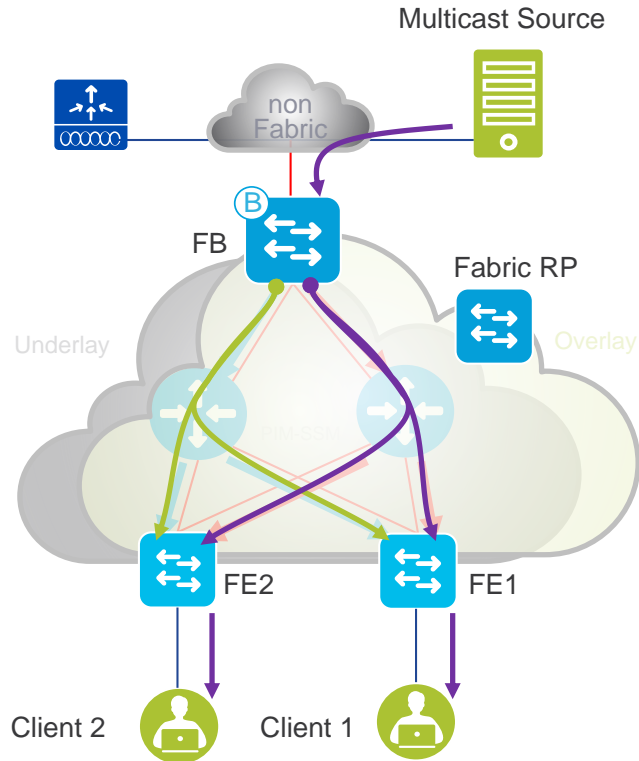 Multicast Source
non
Fabric
B
FB
Fabric RP
Underlay
Overlay
PIM-SSM
FE2
FE1
Client 2
Client 1